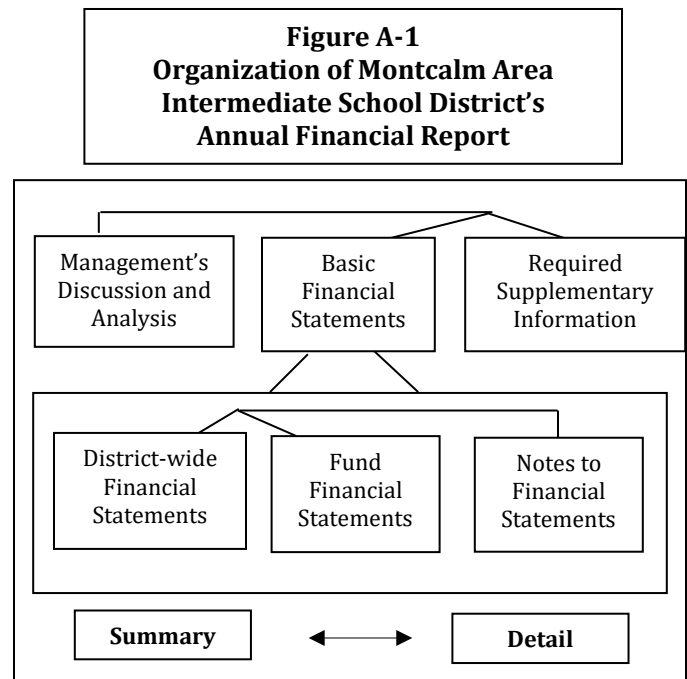 Figure A-1
Organization of Montcalm Area
Intermediate School District’s
Annual Financial Report
Management’s
Discussion and
Analysis
Basic
Financial
Statements
Required
Supplementary
Information
District-wide
Financial
Statements
Fund
Financial
Statements
Notes to
Financial
Statements
Summary
Detail